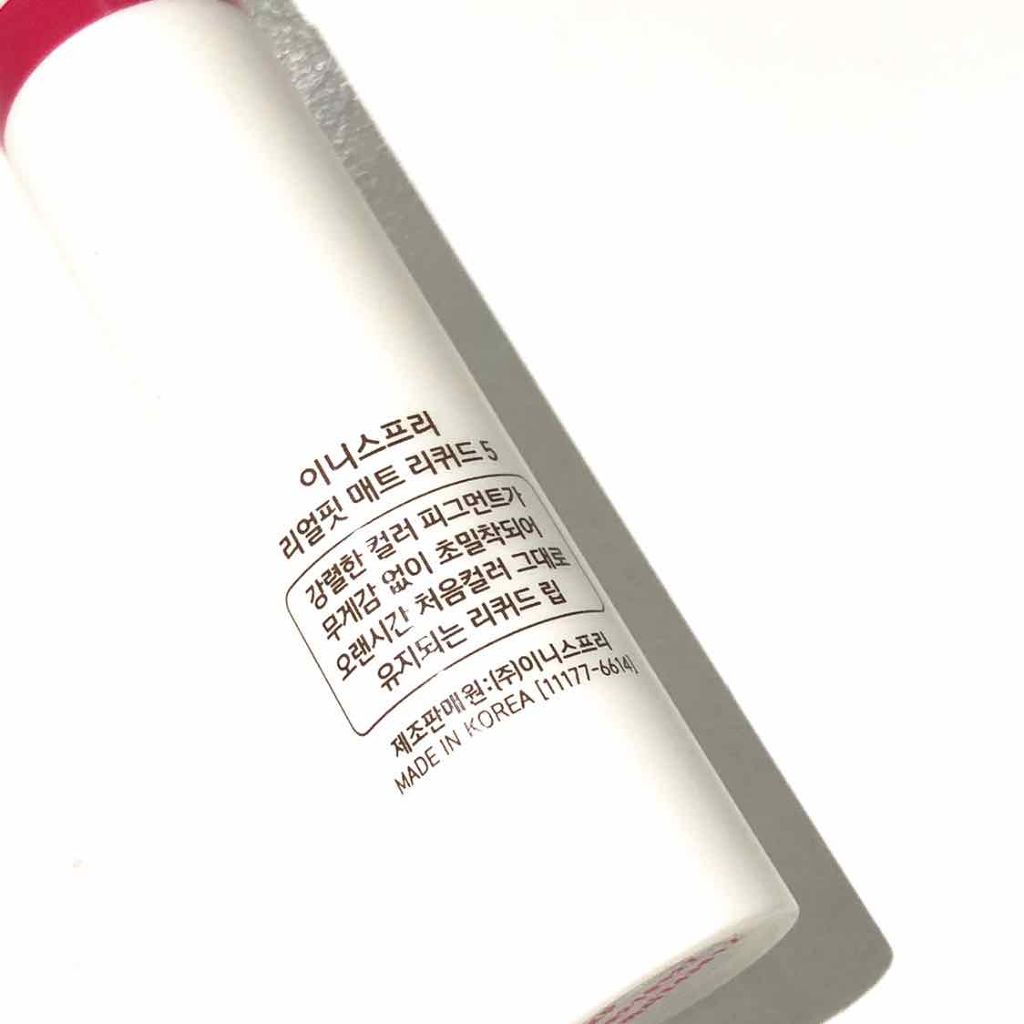 이니스프리
리얼핏 매트 리퀴드 5
강렬한 컬러 피그먼트가
무게감 없이 초밀착되어
오랜시간 처음컬러 그대로
유지되는 리퀴드 립
제조판매원:(주)이니스프리
MADE IN KOREA [11177-6614]